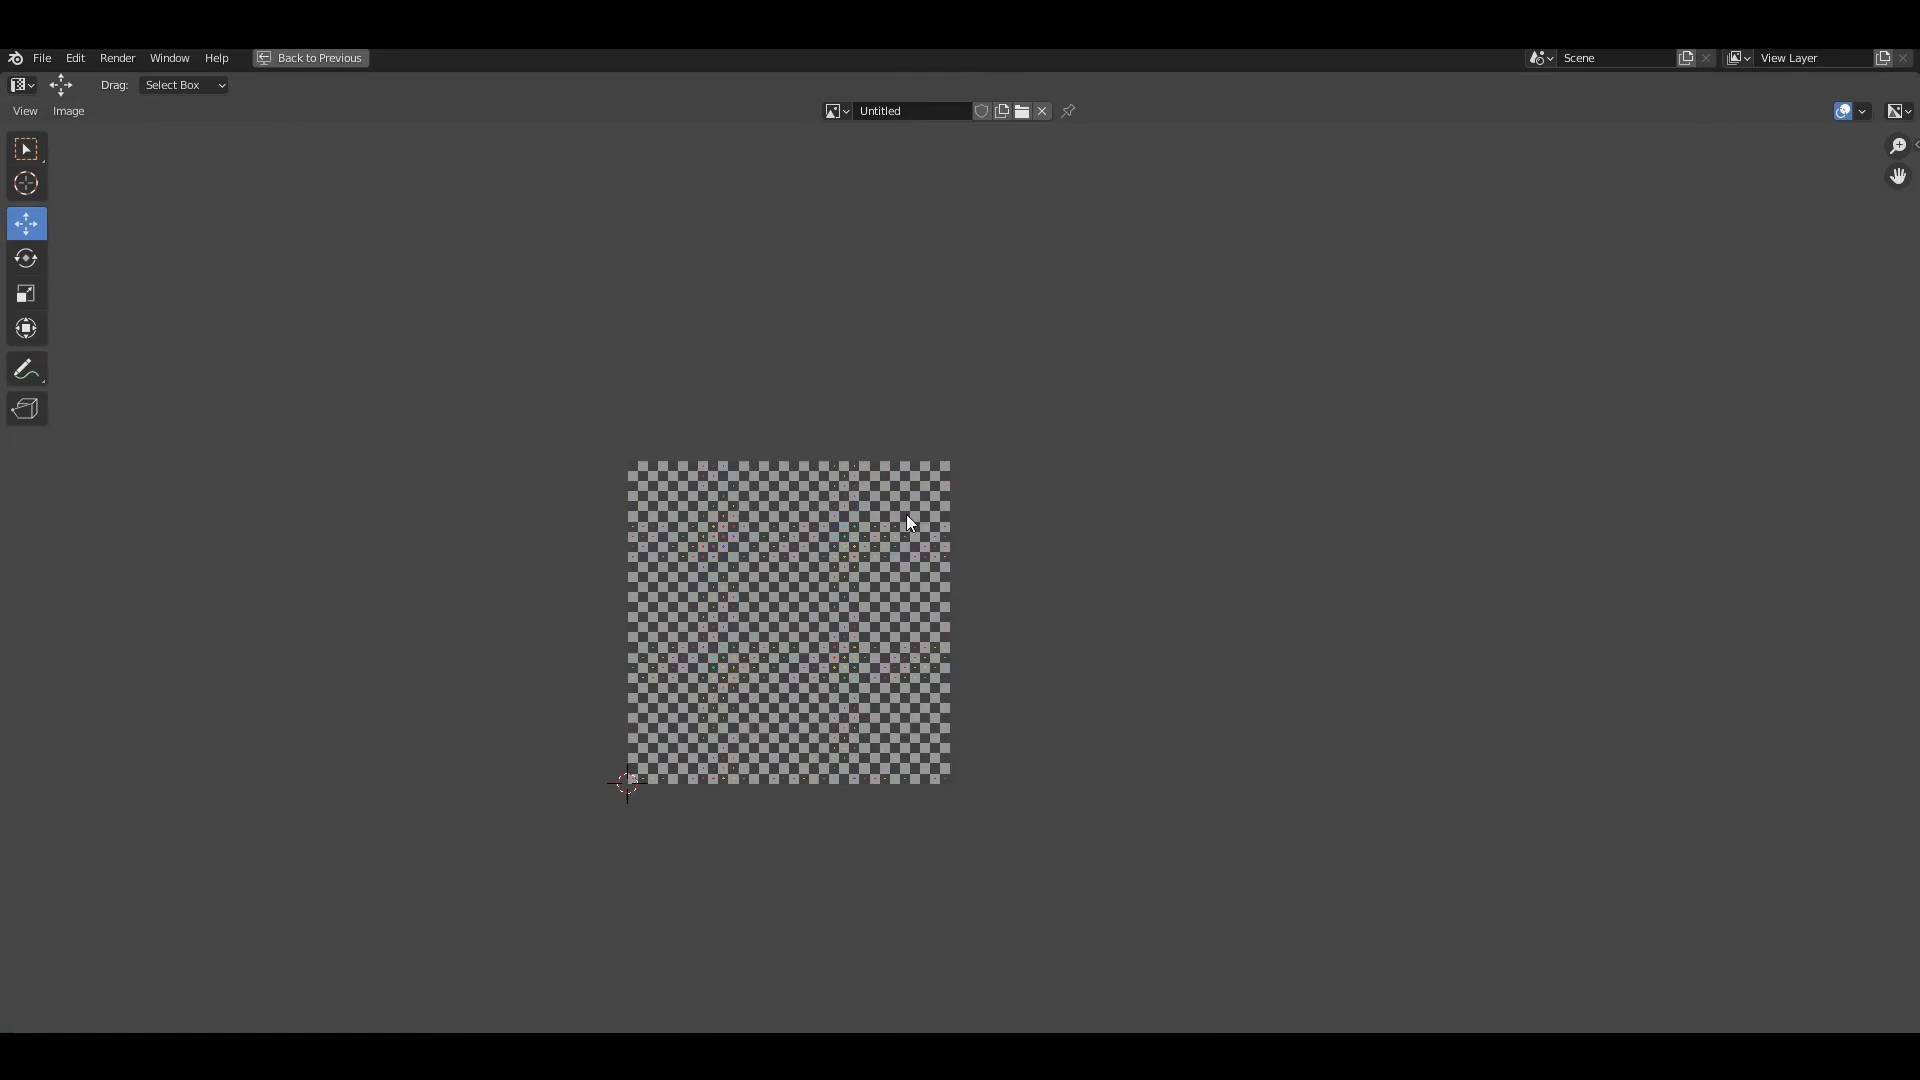 File Edit Render Window Help Back to Previous Scene View Layer
Drag: Select Box
View Image Untitled